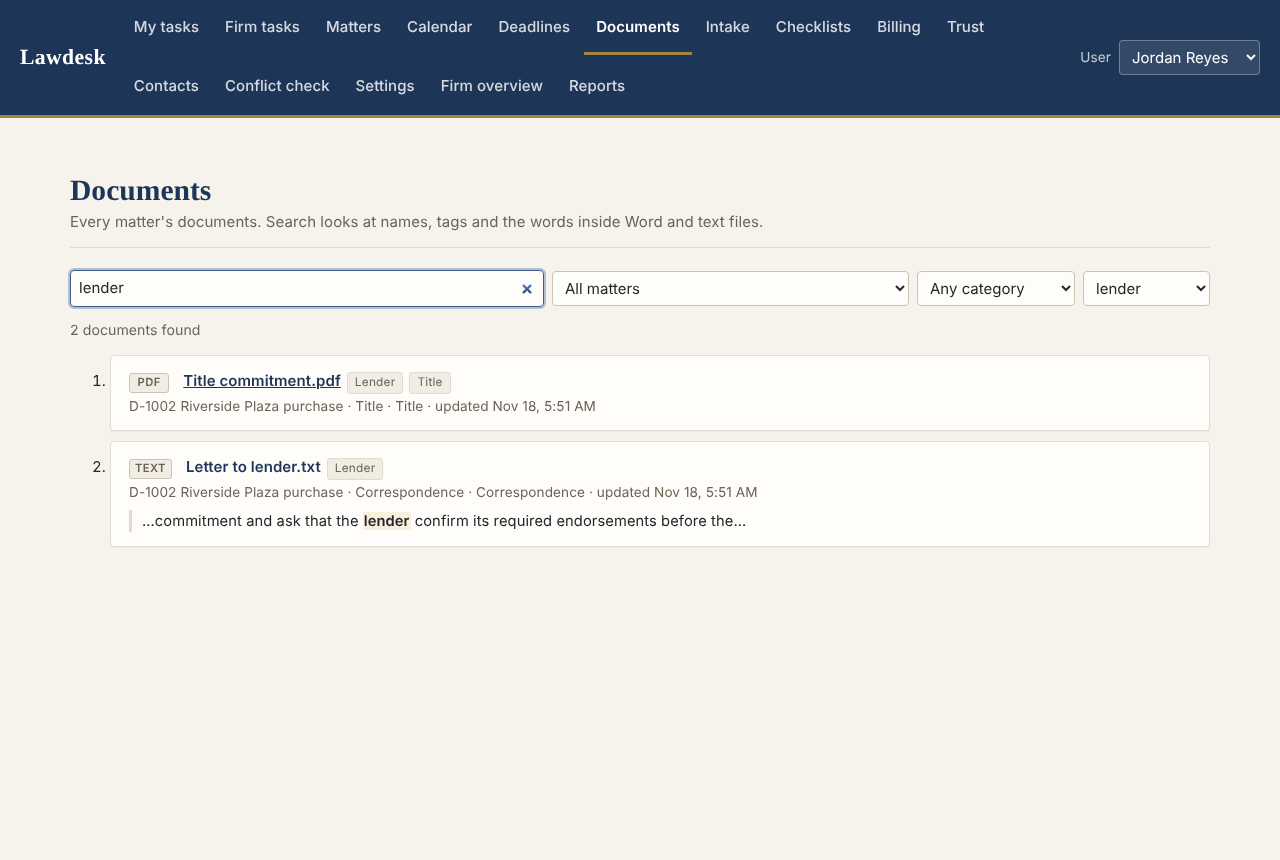 Lawdesk
My tasks Firm tasks Matters Calendar Deadlines Documents Intake Checklists Billing Trust
Contacts Conflict check Settings Firm overview Reports
User Jordan Reyes
Documents
Every matter's documents. Search looks at names, tags and the words inside Word and text files.
lender × All matters Any category lender
2 documents found
1. PDF Title commitment.pdf Lender Title
D-1002 Riverside Plaza purchase · Title · Title · updated Nov 18, 5:51 AM
2. TEXT Letter to lender.txt Lender
D-1002 Riverside Plaza purchase · Correspondence · Correspondence · updated Nov 18, 5:51 AM
…commitment and ask that the lender confirm its required endorsements before the…